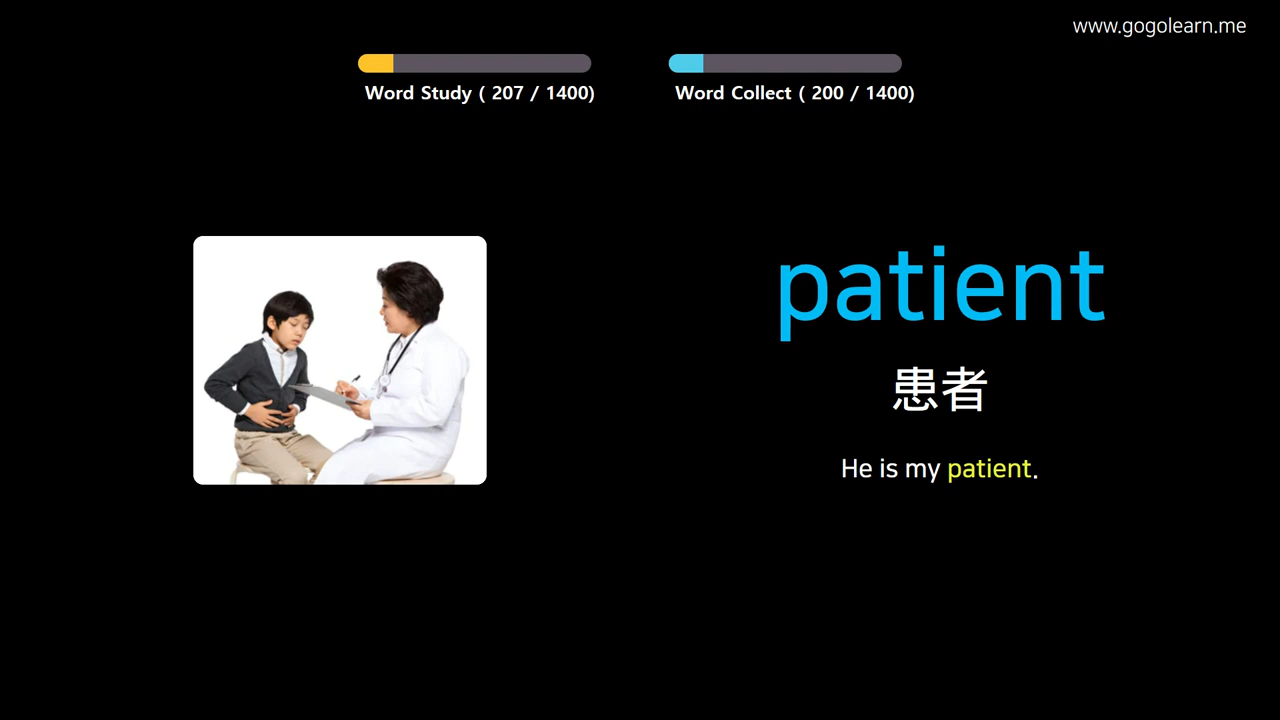 www.gogolearn.me
Word Study ( 207 / 1400)
Word Collect ( 200 / 1400)
patient
患者
He is my patient.